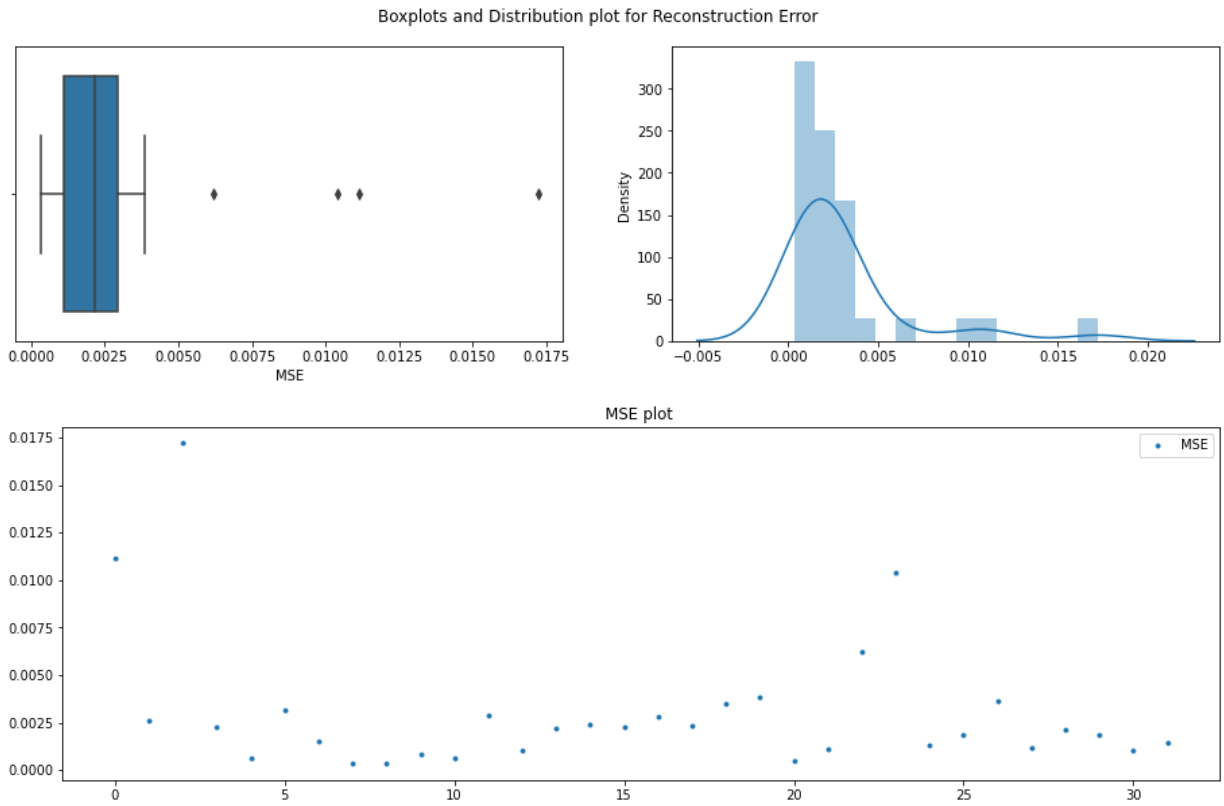 Boxplots and Distribution plot for Reconstruction Error
0.0000 0.0025 0.0050 0.0075 0.0100 0.0125 0.0150 0.0175
MSE
Density
300
250
200
150
100
50
0
−0.005 0.000 0.005 0.010 0.015 0.020
MSE plot
MSE
0.0175
0.0150
0.0125
0.0100
0.0075
0.0050
0.0025
0.0000
0 5 10 15 20 25 30